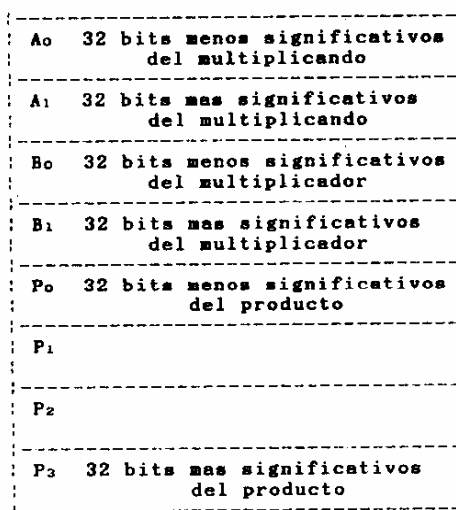 A₀ 32 bits menos significativos
del multiplicando
A₁ 32 bits mas significativos
del multiplicando
B₀ 32 bits menos significativos
del multiplicador
B₁ 32 bits mas significativos
del multiplicador
P₀ 32 bits menos significativos
del producto
P₁
P₂
P₃ 32 bits mas significativos
del producto